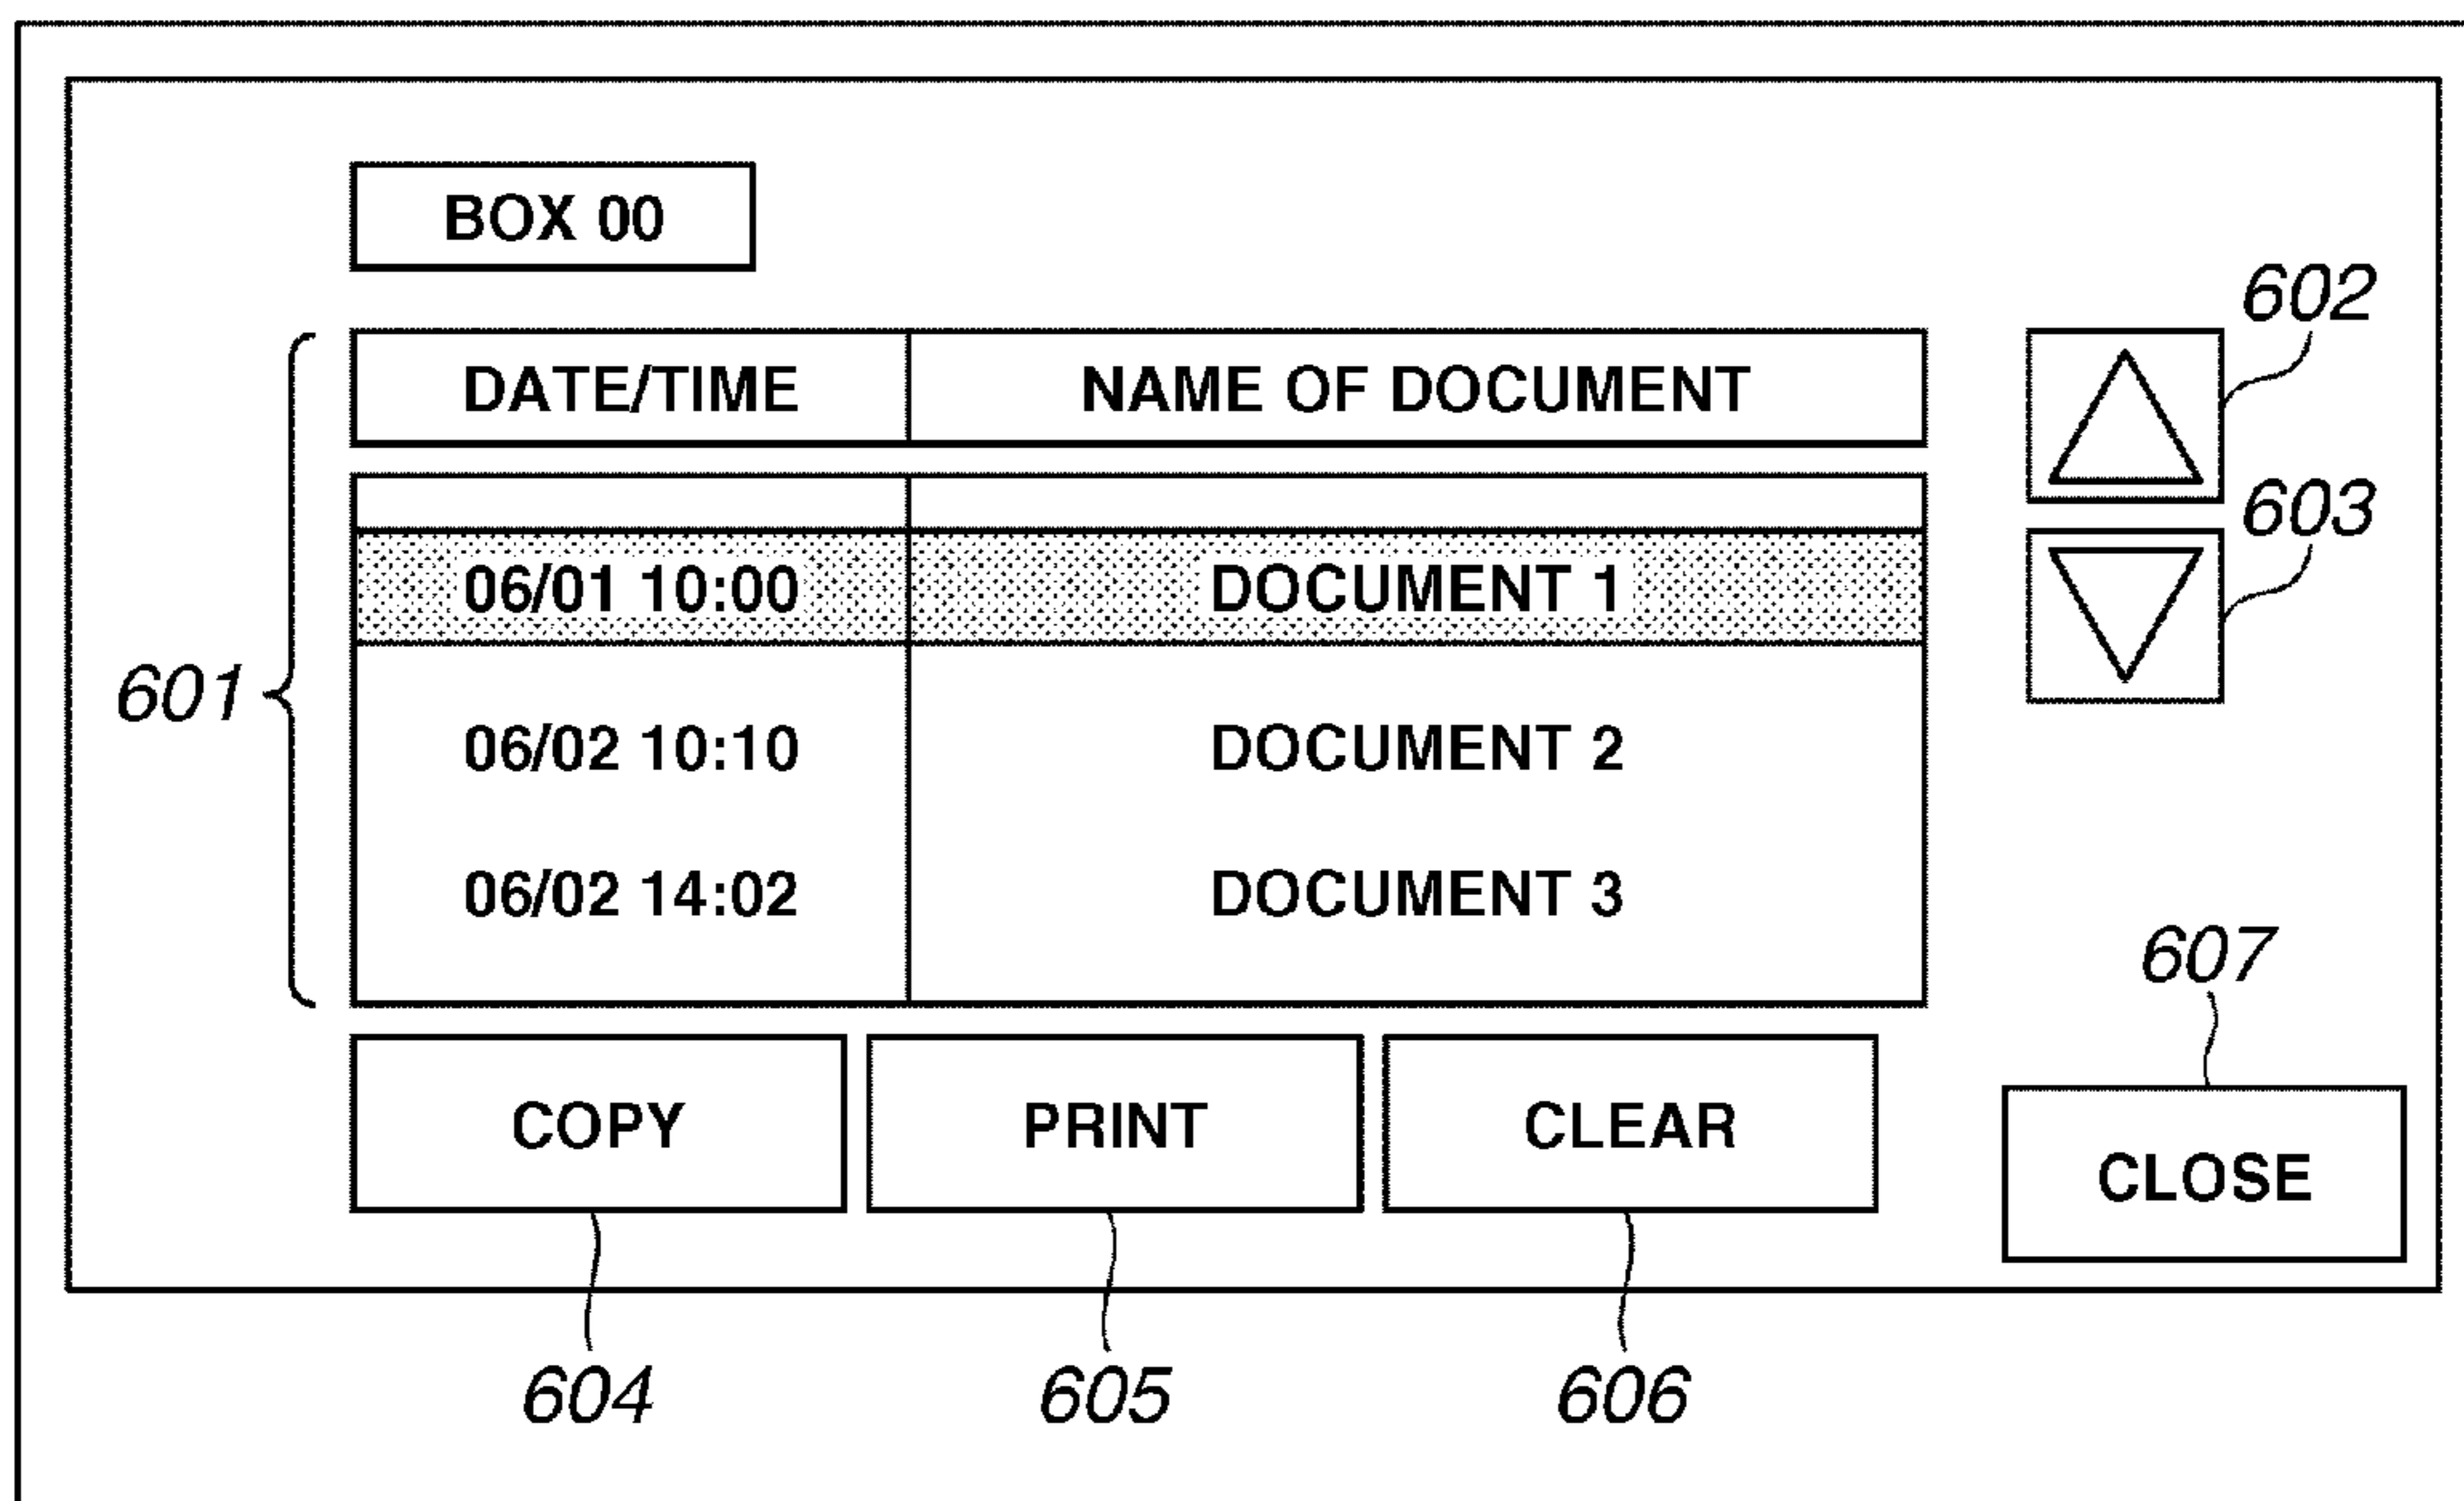 BOX 00
602
DATE/TIME NAME OF DOCUMENT
603
06/01 10:00 DOCUMENT 1
601
06/02 10:10 DOCUMENT 2
06/02 14:02 DOCUMENT 3
607
COPY PRINT CLEAR
CLOSE
604 605 606